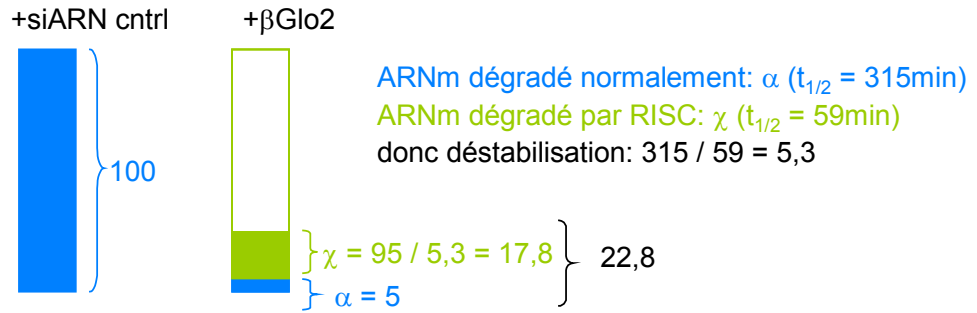 +siARN cntrl
+βGlo2
ARNm dégradé normalement: α (t1/2 = 315min)
ARNm dégradé par RISC: χ (t1/2 = 59min)
donc déstabilisation: 315 / 59 = 5,3
100
χ = 95 / 5,3 = 17,8
22,8
α = 5